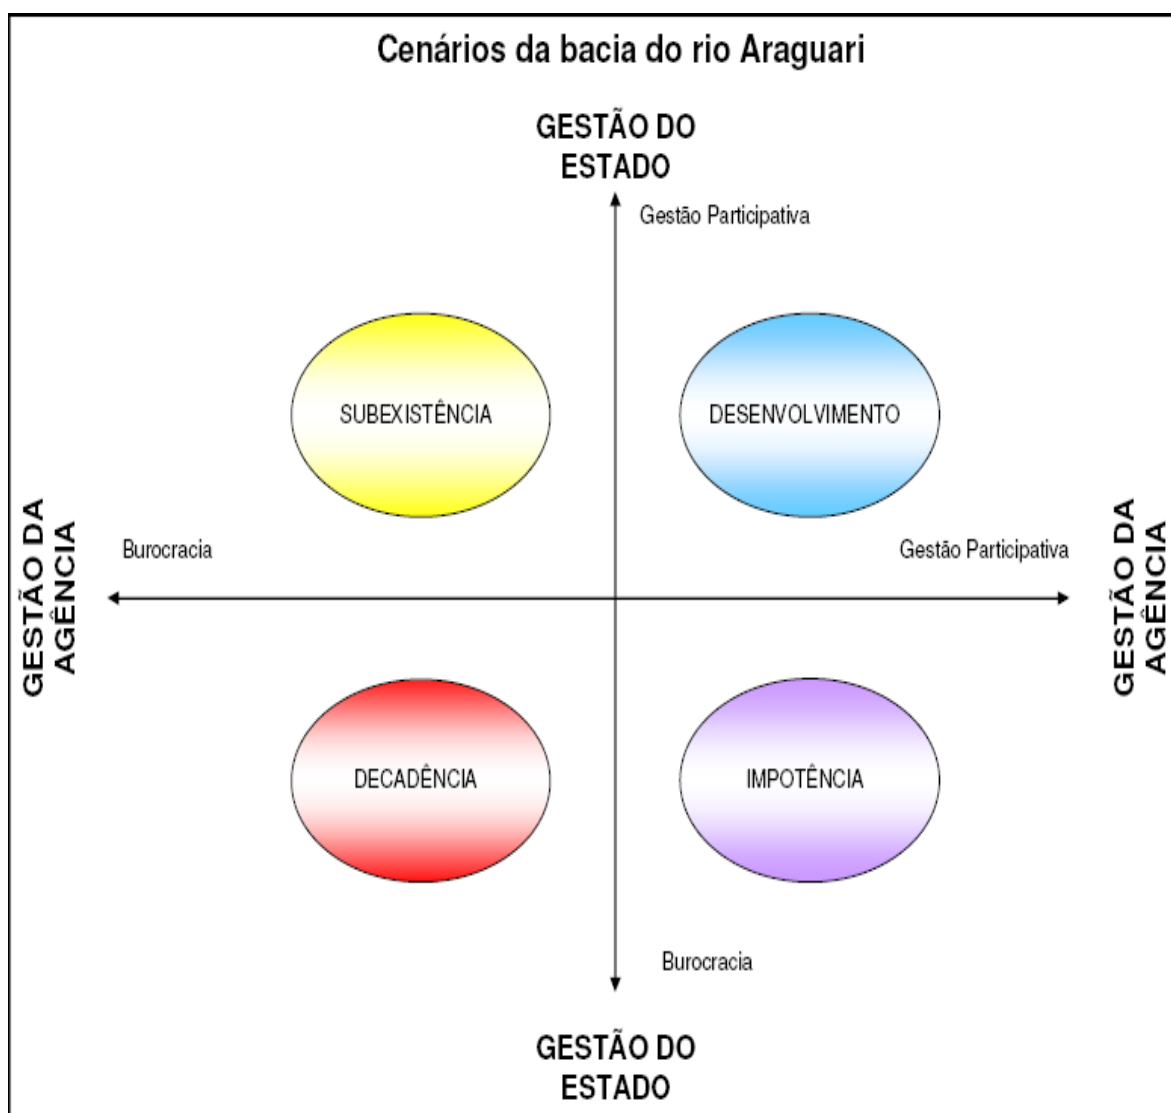 Cenários da bacia do rio Araguari
GESTÃO DO
ESTADO
Gestão Participativa
SUBEXISTÊNCIA
DESENVOLVIMENTO
GESTÃO DA
AGÊNCIA
Burocracia
Gestão Participativa
GESTÃO DA
AGÊNCIA
DECADÊNCIA
IMPOTÊNCIA
Burocracia
GESTÃO DO
ESTADO